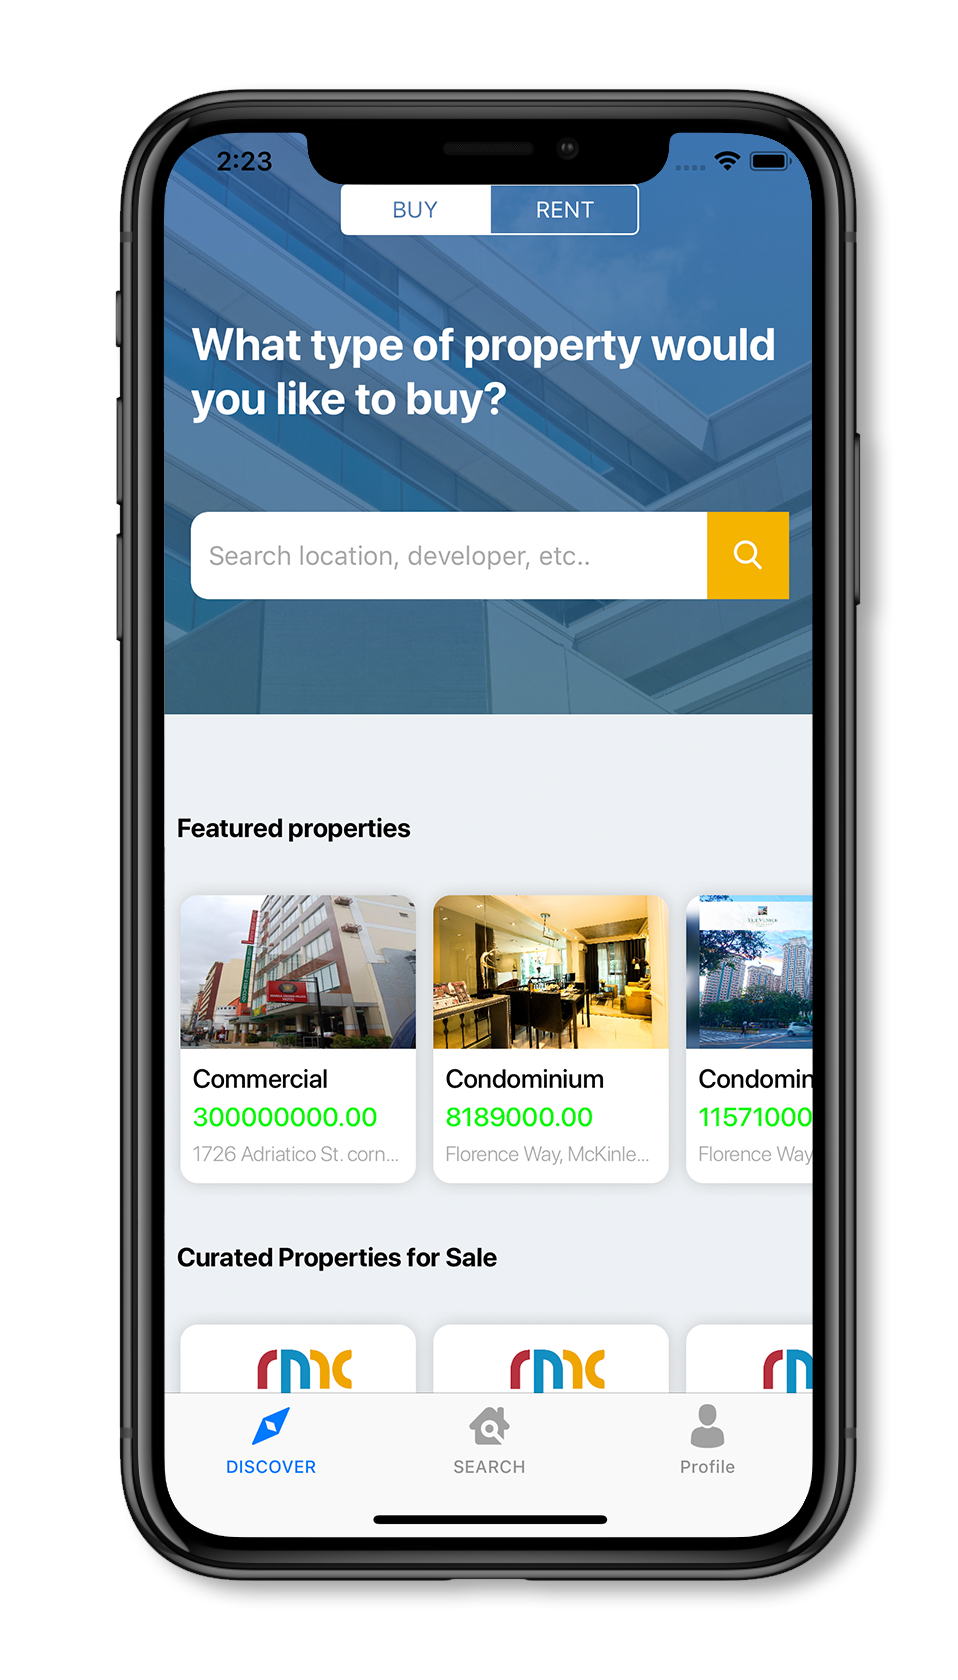 2:23
BUY
RENT
What type of property would
you like to buy?
Search location, developer, etc..
Featured properties
Commercial
300000000.00
1726 Adriatico St. corn...
Condominium
8189000.00
Florence Way, McKinle...
Condomin
11571000
Florence Way
Curated Properties for Sale
rmc
rmc
DISCOVER
SEARCH
Profile